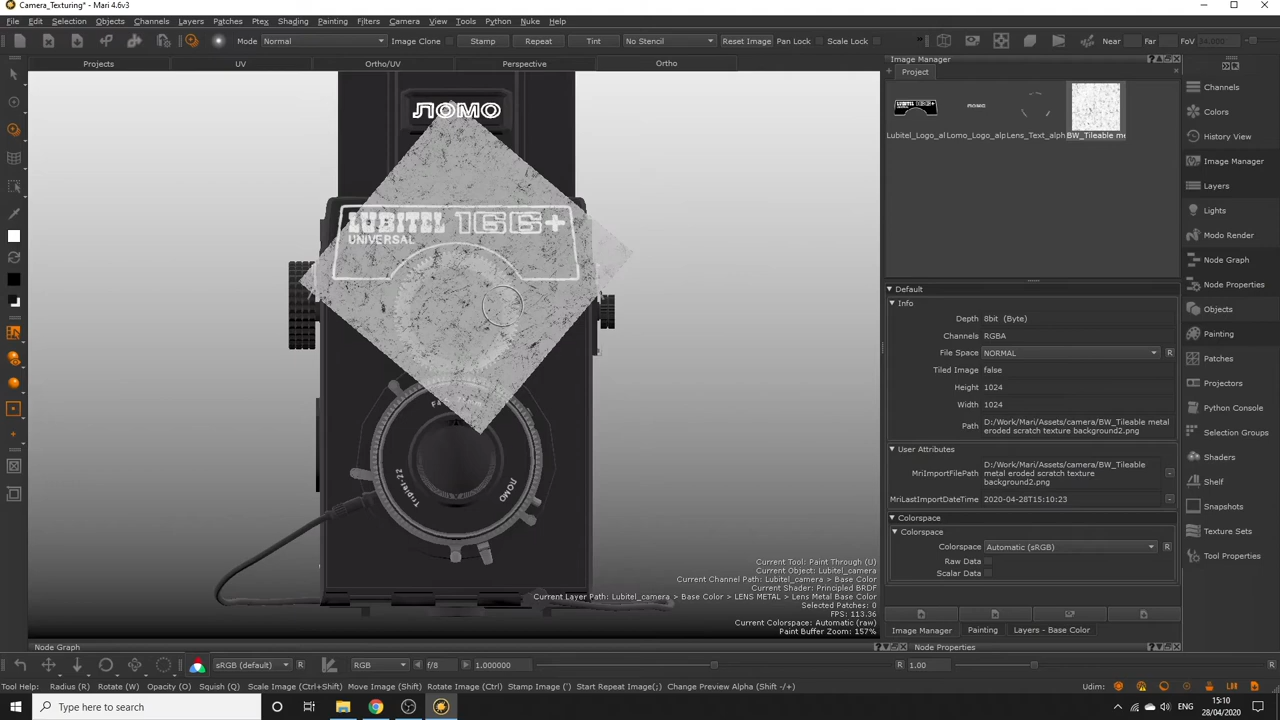 Camera_Texturing* - Mari 4.6v3
File Edit Selection Objects Channels Layers Patches Ptex Shading Painting Filters Camera View Tools Python Nuke Help
Mode Normal Image Clone Stamp Repeat Tint No Stencil Reset Image Pan Lock Scale Lock » Near Far FoV 24.000
Projects UV Ortho/UV Perspective Ortho
Image Manager
Project
Lubitel_Logo_al Lomo_Logo_alp Lens_Text_alph BW_Tileable me
ЛОМО
LUBITEL 166+
UNIVERSAL
Triplet-22
ЛОМО
Default
Info
Depth 8bit (Byte)
Channels RGBA
File Space NORMAL R
Tiled Image false
Height 1024
Width 1024
Path D:/Work/Mari/Assets/camera/BW_Tileable metal
eroded scratch texture background2.png
User Attributes
MriImportFilePath D:/Work/Mari/Assets/camera/BW_Tileable
metal eroded scratch texture
background2.png
MriLastImportDateTime 2020-04-28T15:10:23
Colorspace
Colorspace
Colorspace Automatic (sRGB) R
Raw Data
Scalar Data
Image Manager Painting Layers - Base Color
Channels
Colors
History View
Image Manager
Layers
Lights
Modo Render
Node Graph
Node Properties
Objects
Painting
Patches
Projectors
Python Console
Selection Groups
Shaders
Shelf
Snapshots
Texture Sets
Tool Properties
Current Tool: Paint Through (U)
Current Object: Lubitel_camera
Current Channel Path: Lubitel_camera > Base Color
Current Shader: Principled BRDF
Current Layer Path: Lubitel_camera > Base Color > LENS METAL > Lens Metal Base Color
Selected Patches: 0
FPS: 113.36
Current Colorspace: Automatic (raw)
Paint Buffer Zoom: 157%
Node Graph Node Properties
sRGB (default) R RGB f/8 1.000000 R 1.00 R
Tool Help: Radius (R) Rotate (W) Opacity (O) Squish (Q) Scale Image (Ctrl+Shift) Move Image (Shift) Rotate Image (Ctrl) Stamp Image (') Start Repeat Image(;) Change Preview Alpha (Shift -/+) Udim:
Type here to search
ENG 15:10
28/04/2020